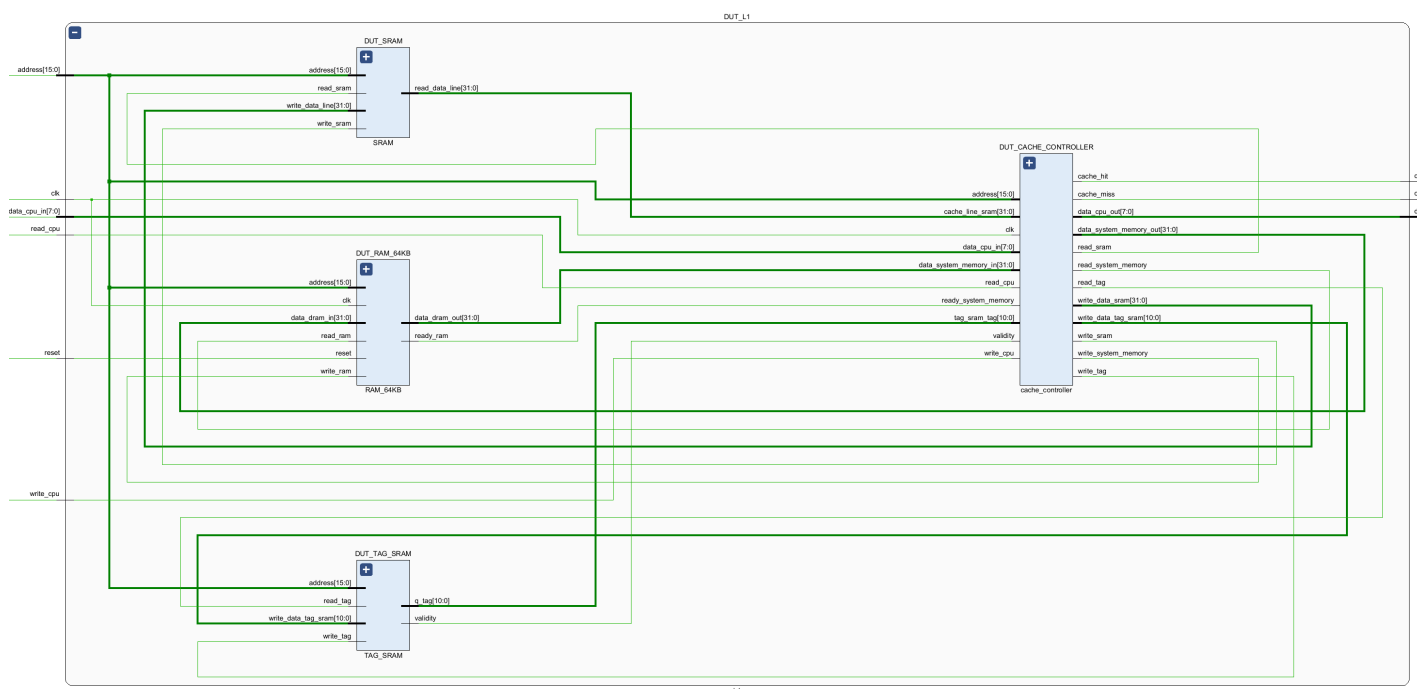 DUT_L1
address[15:0]
clk
data_cpu_in[7:0]
read_cpu
reset
write_cpu
DUT_SRAM
address[15:0]
read_sram
write_data_line[31:0]
write_sram
read_data_line[31:0]
SRAM
DUT_RAM_64KB
address[15:0]
clk
data_dram_in[31:0]
read_ram
reset
write_ram
data_dram_out[31:0]
ready_ram
RAM_64KB
DUT_TAG_SRAM
address[15:0]
read_tag
write_data_tag_sram[10:0]
write_tag
q_tag[10:0]
validity
TAG_SRAM
DUT_CACHE_CONTROLLER
address[15:0]
cache_line_sram[31:0]
clk
data_cpu_in[7:0]
data_system_memory_in[31:0]
read_cpu
ready_system_memory
tag_sram_tag[10:0]
validity
write_cpu
cache_hit
cache_miss
data_cpu_out[7:0]
data_system_memory_out[31:0]
read_sram
read_system_memory
read_tag
write_data_sram[31:0]
write_data_tag_sram[10:0]
write_sram
write_system_memory
write_tag
cache_controller